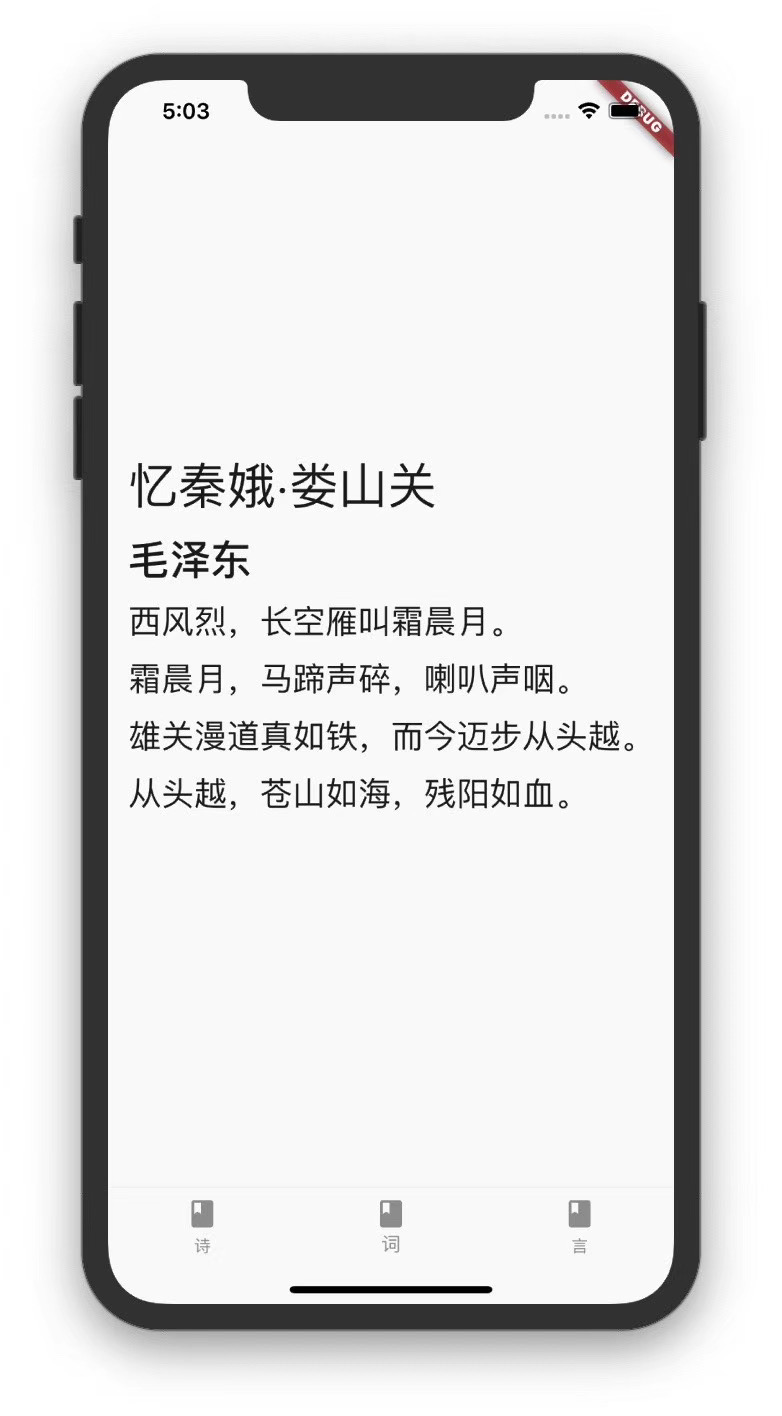 5:03
DEBUG
忆秦娥·娄山关
毛泽东
西风烈，长空雁叫霜晨月。
霜晨月，马蹄声碎，喇叭声咽。
雄关漫道真如铁，而今迈步从头越。
从头越，苍山如海，残阳如血。
诗
词
言